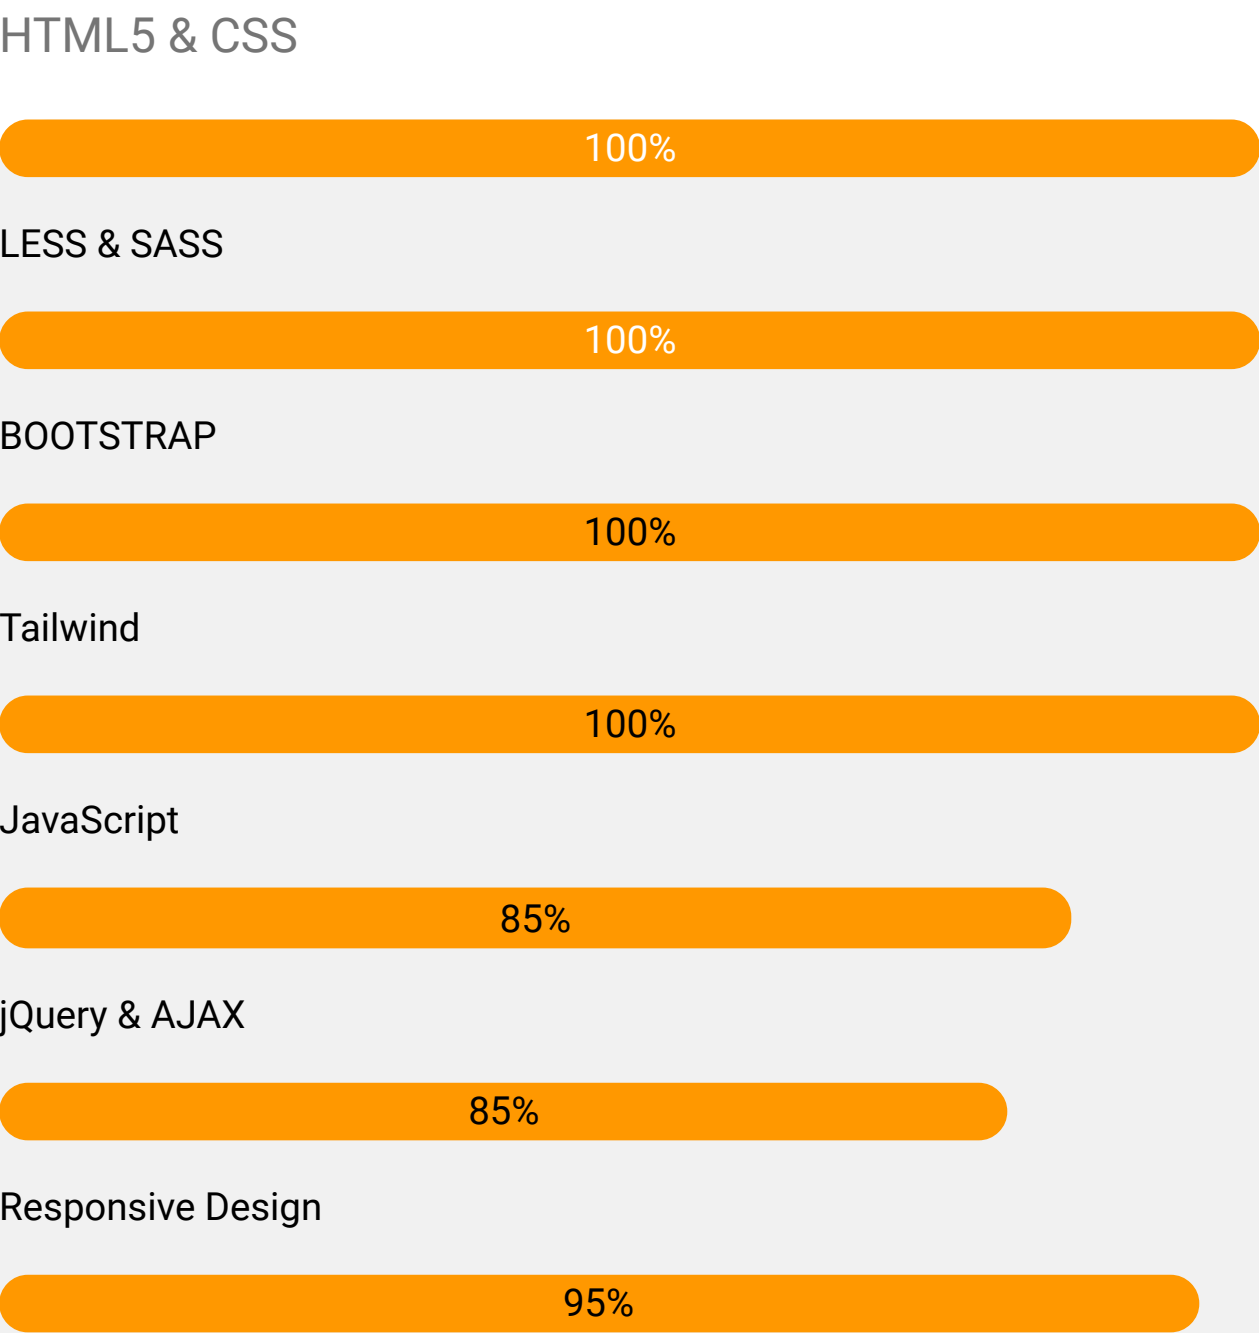 HTML5 & CSS
100%
LESS & SASS
100%
BOOTSTRAP
100%
Tailwind
100%
JavaScript
85%
jQuery & AJAX
85%
Responsive Design
95%